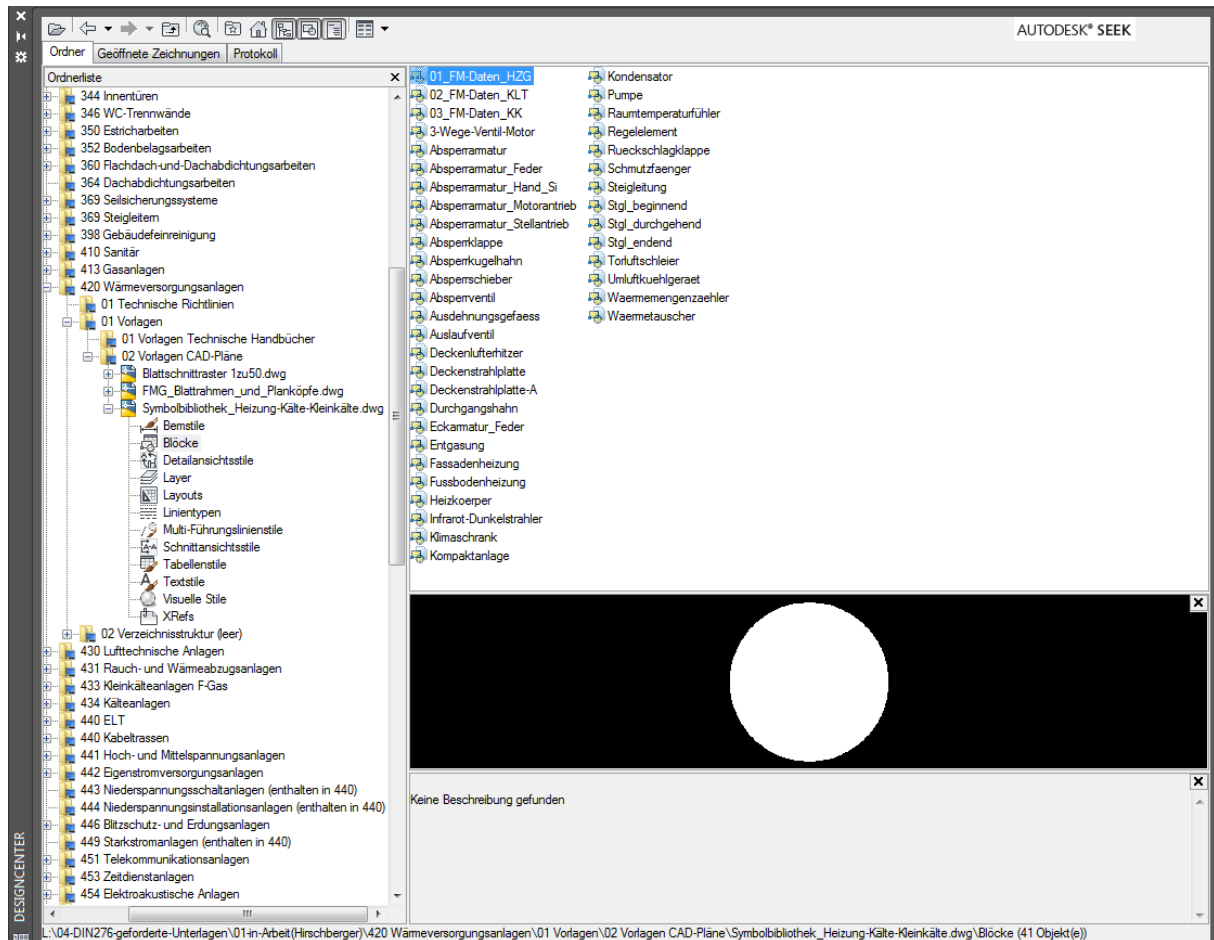 AUTODESK® SEEK
Ordner
Geöffnete Zeichnungen
Protokoll
Ordnerliste
344 Innentüren
346 WC-Trennwände
350 Estricharbeiten
352 Bodenbelagsarbeiten
360 Flachdach-und-Dachabdichtungsarbeiten
364 Dachabdichtungsarbeiten
369 Seilsicherungssysteme
369 Steigleitern
398 Gebäudefeinreinigung
410 Sanitär
413 Gasanlagen
420 Wärmeversorgungsanlagen
01 Technische Richtlinien
01 Vorlagen
01 Vorlagen Technische Handbücher
02 Vorlagen CAD-Pläne
Blattschnittraster 1zu50.dwg
FMG_Blattrahmen_und_Planköpfe.dwg
Symbolbibliothek_Heizung-Kälte-Kleinkälte.dwg
Bemstile
Blöcke
Detailansichtsstile
Layer
Layouts
Linientypen
Multi-Führungslinienstile
Schnittansichtsstile
Tabellenstile
Textstile
Visuelle Stile
XRefs
02 Verzeichnisstruktur (leer)
430 Lufttechnische Anlagen
431 Rauch- und Wärmeabzugsanlagen
433 Kleinkälteanlagen F-Gas
434 Kälteanlagen
440 ELT
440 Kabeltrassen
441 Hoch- und Mittelspannungsanlagen
442 Eigenstromversorgungsanlagen
443 Niederspannungsschaltanlagen (enthalten in 440)
444 Niederspannungsinstallationsanlagen (enthalten in 440)
446 Blitzschutz- und Erdungsanlagen
449 Starkstromanlagen (enthalten in 440)
451 Telekommunikationsanlagen
453 Zeitdienstanlagen
454 Elektroakustische Anlagen
01_FM-Daten_HZG
02_FM-Daten_KLT
03_FM-Daten_KK
3-Wege-Ventil-Motor
Absperrarmatur
Absperrarmatur_Feder
Absperrarmatur_Hand_Si
Absperrarmatur_Motorantrieb
Absperrarmatur_Stellantrieb
Absperrklappe
Absperrkugelhahn
Absperrschieber
Absperrventil
Ausdehnungsgefaess
Auslaufventil
Deckenlufterhitzer
Deckenstrahlplatte
Deckenstrahlplatte-A
Durchgangshahn
Eckarmatur_Feder
Entgasung
Fassadenheizung
Fussbodenheizung
Heizkoerper
Infrarot-Dunkelstrahler
Klimaschrank
Kompaktanlage
Kondensator
Pumpe
Raumtemperaturfühler
Regelelement
Rueckschlagklappe
Schmutzfaenger
Steigleitung
Stgl_beginnend
Stgl_durchgehend
Stgl_endend
Torluftschleier
Umluftkuehlgeraet
Waermemengenzaehler
Waermetauscher
Keine Beschreibung gefunden
DESIGNCENTER
L:\04-DIN276-geforderte-Unterlagen\01-in-Arbeit(Hirschberger)\420 Wärmeversorgungsanlagen\01 Vorlagen\02 Vorlagen CAD-Pläne\Symbolbibliothek_Heizung-Kälte-Kleinkälte.dwg\Blöcke (41 Objekt(e))